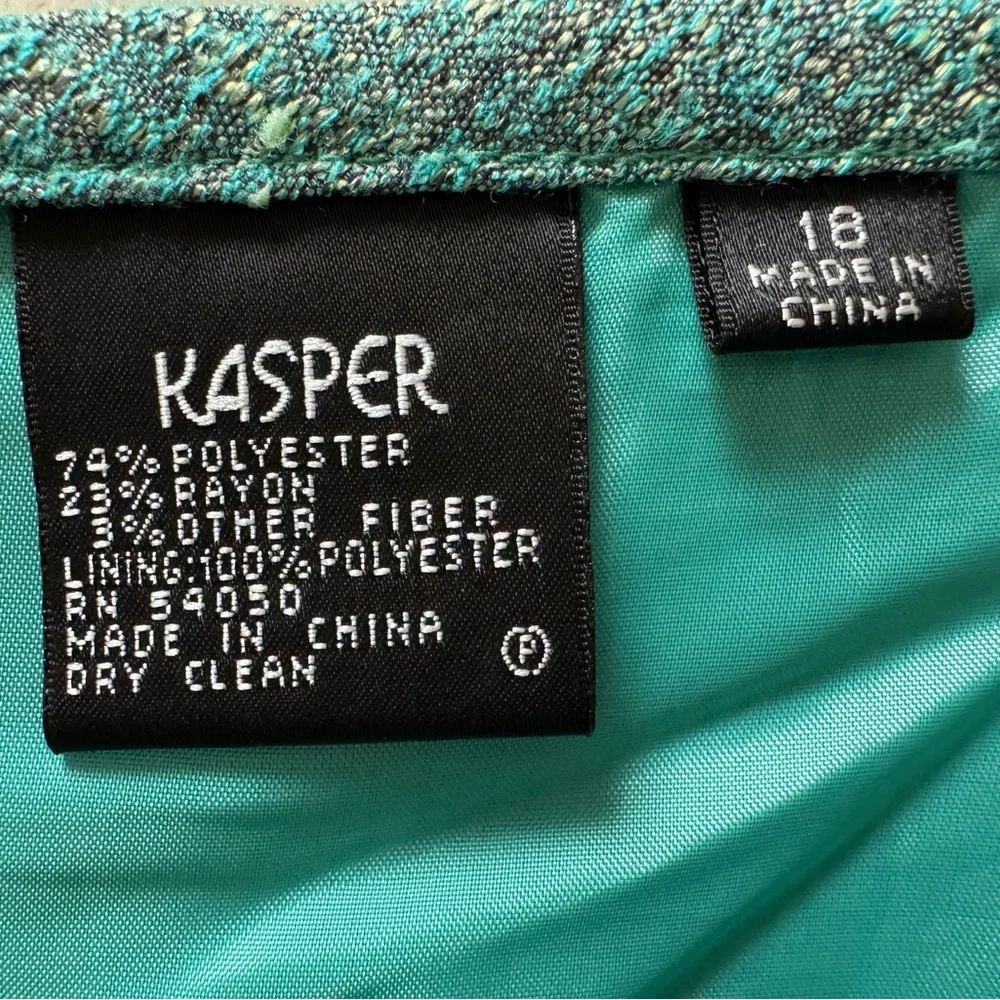 KASPER
74% POLYESTER
23% RAYON
3% OTHER FIBER
LINING:100% POLYESTER
RN 54050
MADE IN CHINA
DRY CLEAN
P
18
MADE IN
CHINA